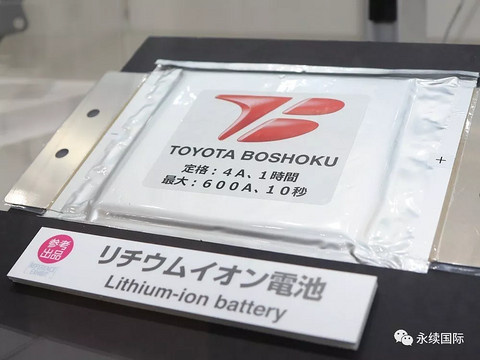 TOYOTA BOSHOKU
定格：4A、1時間
最大：600A、10秒
+
参考
出品
リチウムイオン電池
Lithium-ion battery
永续国际